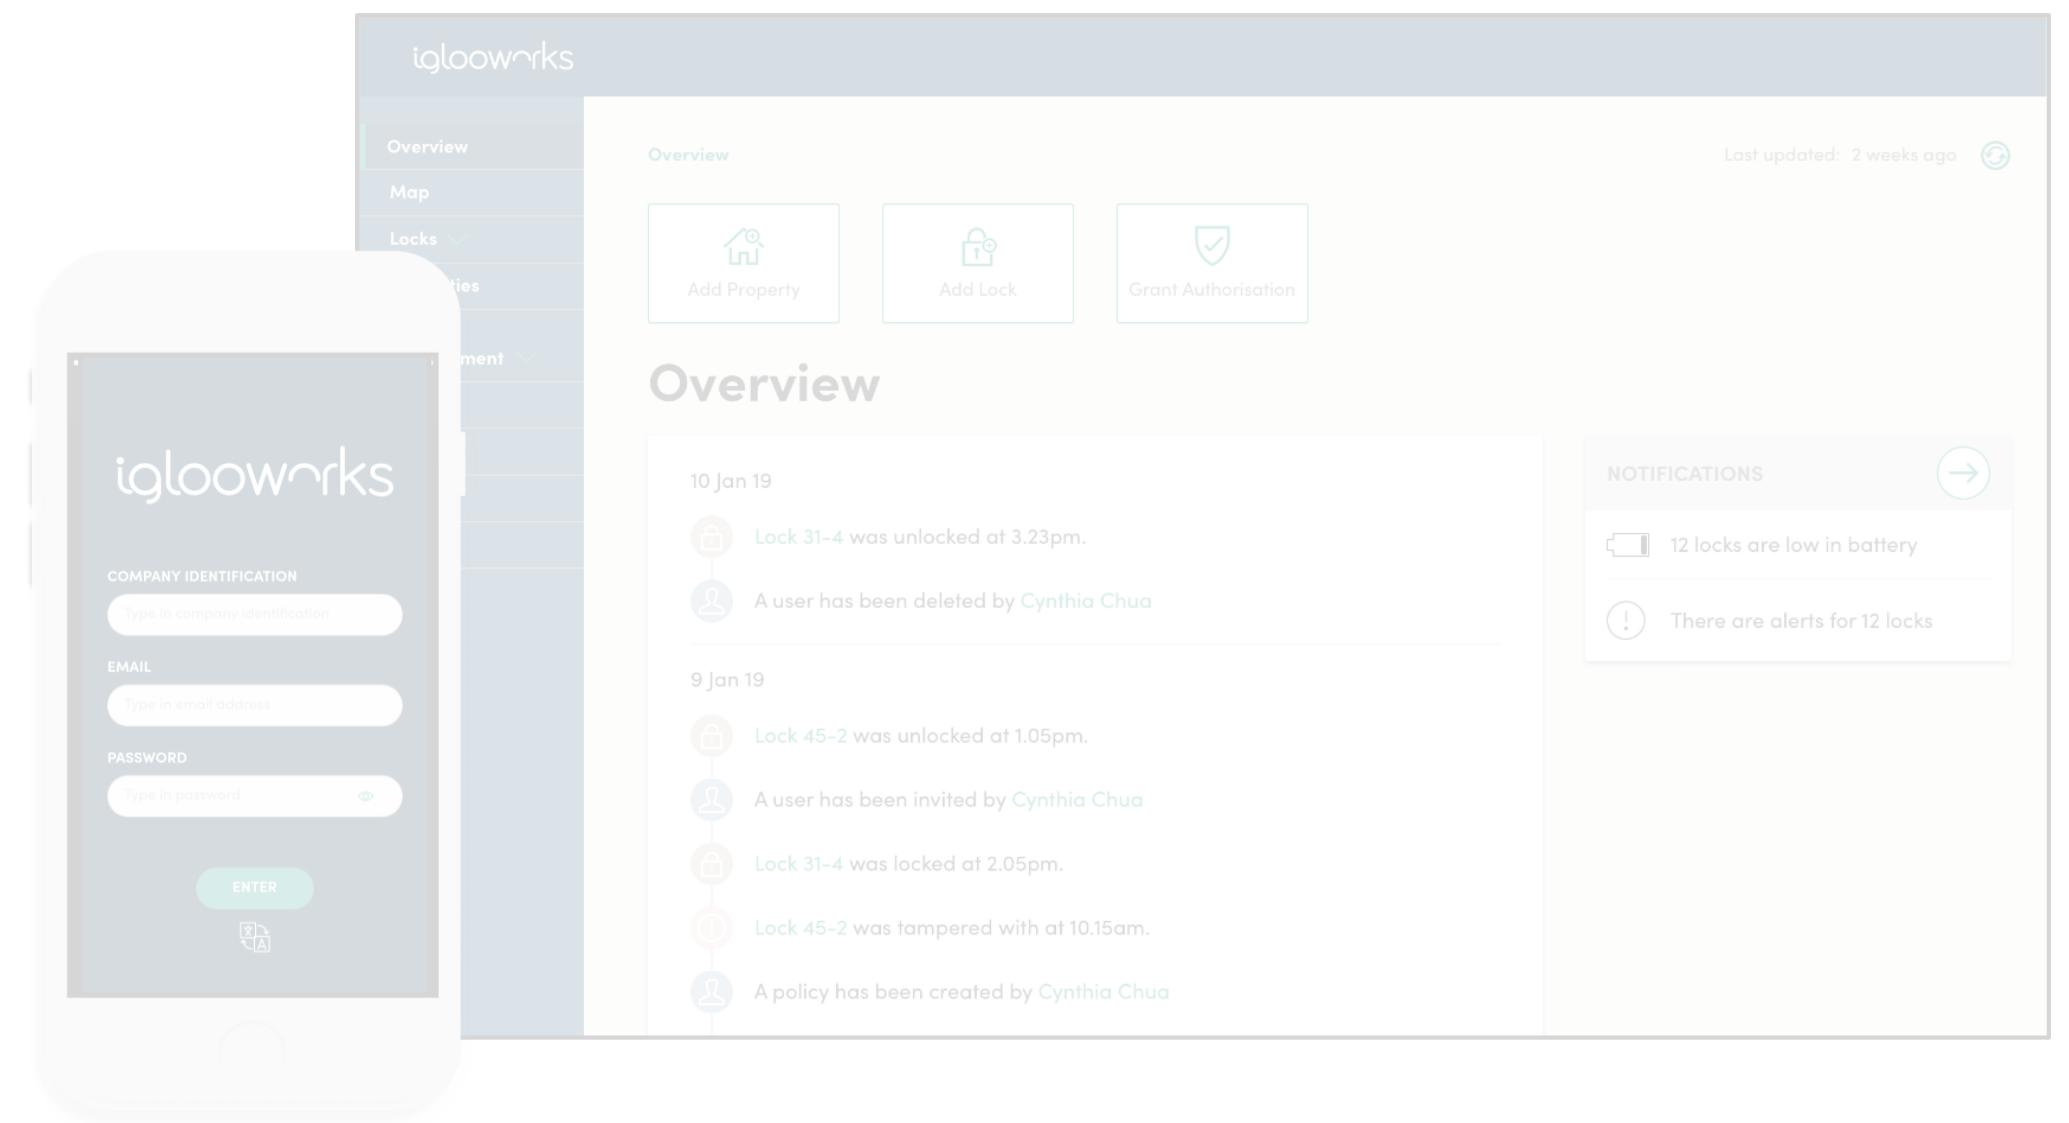 iglooworks
Overview
Map
Locks
ties
ment
Overview
Last updated: 2 weeks ago
Add Property
Add Lock
Grant Authorisation
Overview
10 Jan 19
Lock 31-4 was unlocked at 3.23pm.
A user has been deleted by Cynthia Chua
9 Jan 19
Lock 45-2 was unlocked at 1.05pm.
A user has been invited by Cynthia Chua
Lock 31-4 was locked at 2.05pm.
Lock 45-2 was tampered with at 10.15am.
A policy has been created by Cynthia Chua
NOTIFICATIONS
12 locks are low in battery
There are alerts for 12 locks
iglooworks
COMPANY IDENTIFICATION
Type in company identification
EMAIL
Type in email address
PASSWORD
Type in password
ENTER
文
A